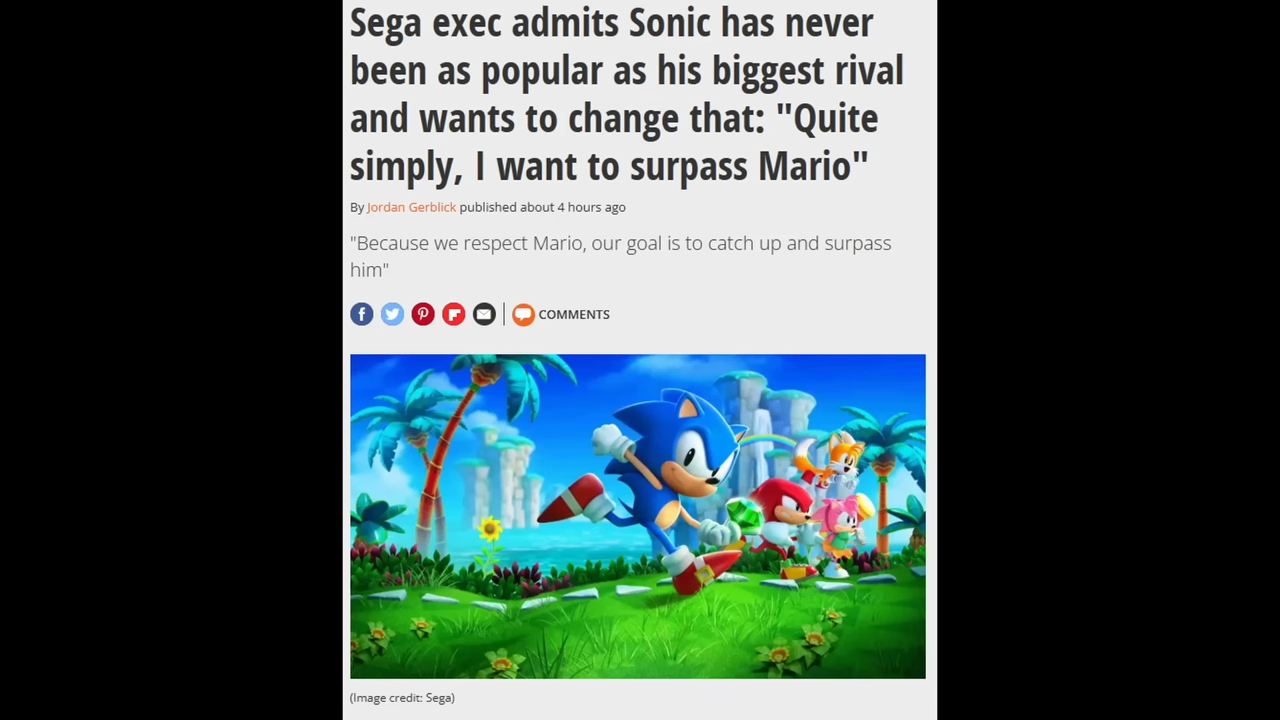 Sega exec admits Sonic has never
been as popular as his biggest rival
and wants to change that: "Quite
simply, I want to surpass Mario"
By Jordan Gerblick published about 4 hours ago
"Because we respect Mario, our goal is to catch up and surpass
him"
COMMENTS
(Image credit: Sega)